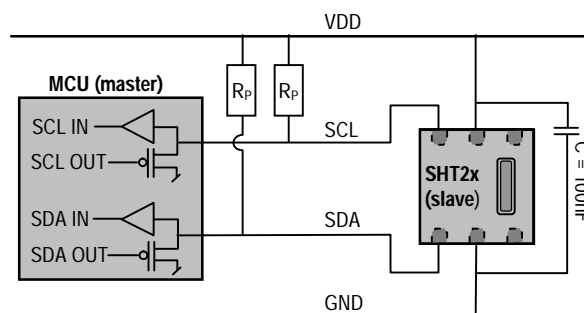 VDD
MCU (master)
RP
RP
SCL IN
SCL
SCL OUT
SHT2x
(slave)
C = 100nF
SDA IN
SDA
SDA OUT
GND